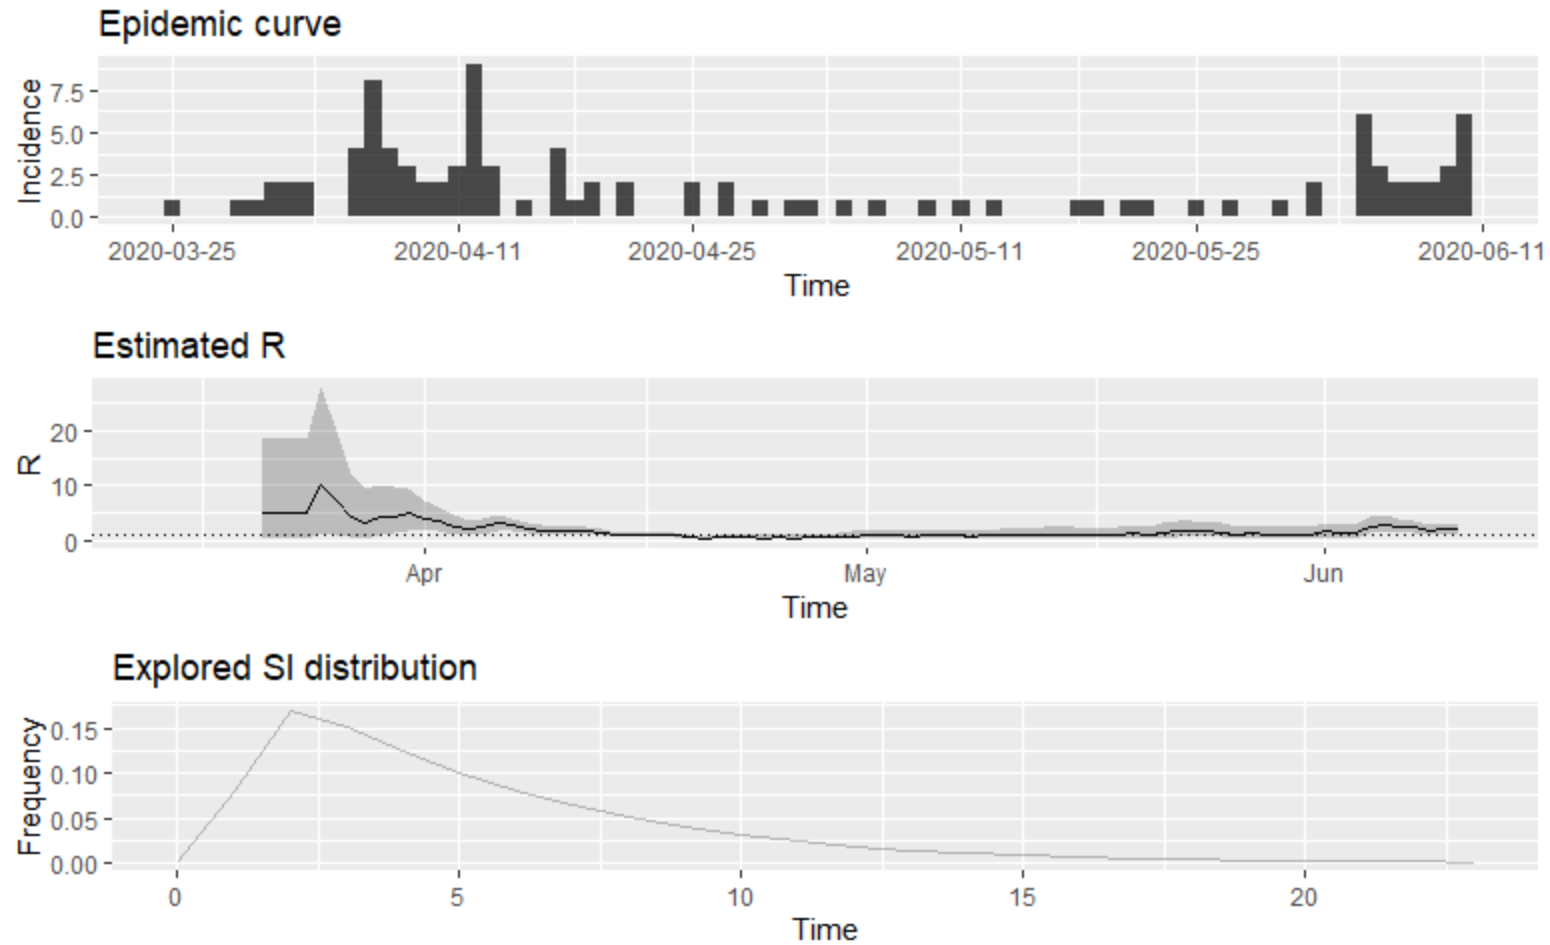 Epidemic curve
Incidence
7.5
5.0
2.5
0.0
2020-03-25 2020-04-11 2020-04-25 2020-05-11 2020-05-25 2020-06-11
Time
Estimated R
R
20
10
0
Apr May Jun
Time
Explored SI distribution
Frequency
0.15
0.10
0.05
0.00
0 5 10 15 20
Time